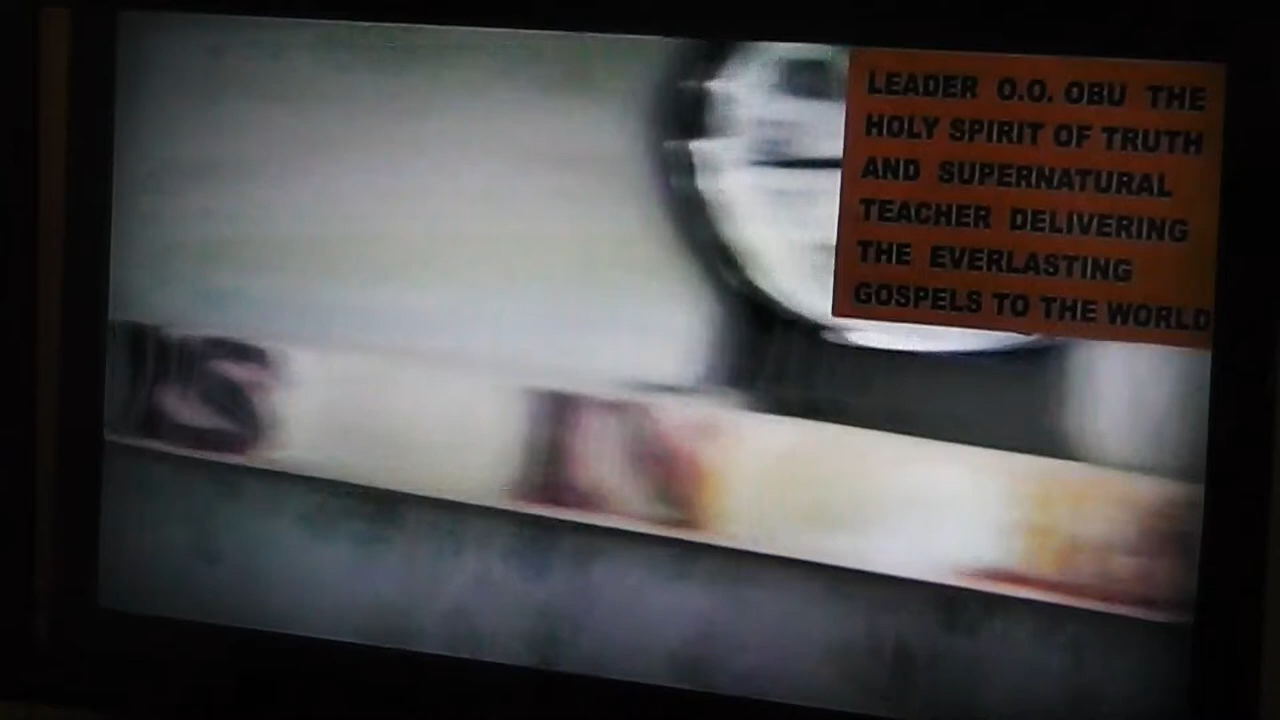 LEADER O.O. OBU THE
HOLY SPIRIT OF TRUTH
AND SUPERNATURAL
TEACHER DELIVERING
THE EVERLASTING
GOSPELS TO THE WORLD